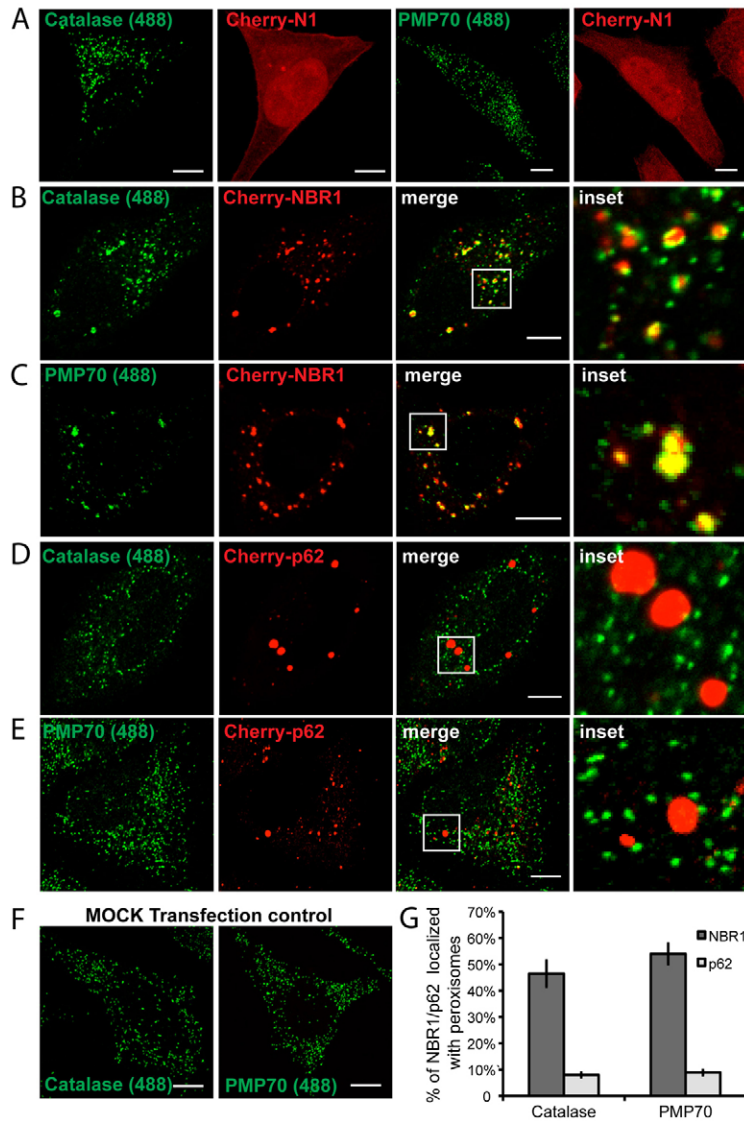 A
Catalase (488)
Cherry-N1
PMP70 (488)
Cherry-N1
B
Catalase (488)
Cherry-NBR1
merge
inset
C
PMP70 (488)
Cherry-NBR1
merge
inset
D
Catalase (488)
Cherry-p62
merge
inset
E
PMP70 (488)
Cherry-p62
merge
inset
F
MOCK Transfection control
Catalase (488)
PMP70 (488)
G
% of NBR1/p62 localized
with peroxisomes
70%
60%
50%
40%
30%
20%
10%
0
NBR1
p62
Catalase
PMP70